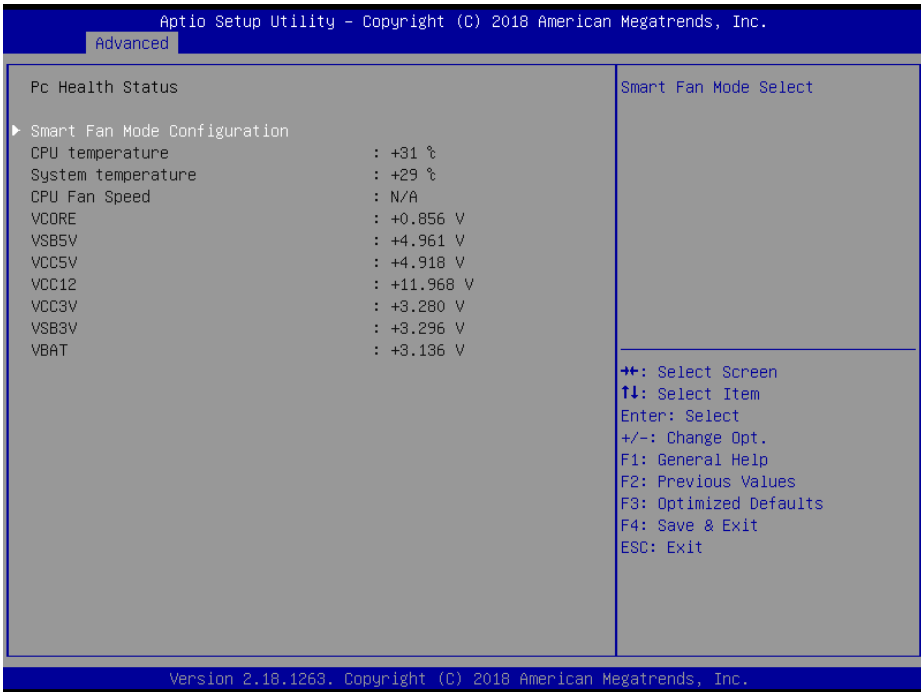 Aptio Setup Utility – Copyright (C) 2018 American Megatrends, Inc.
Advanced
Pc Health Status
Smart Fan Mode Configuration
CPU temperature : +31 ℃
System temperature : +29 ℃
CPU Fan Speed : N/A
VCORE : +0.856 V
VSB5V : +4.961 V
VCC5V : +4.918 V
VCC12 : +11.968 V
VCC3V : +3.280 V
VSB3V : +3.296 V
VBAT : +3.136 V
Smart Fan Mode Select
→←: Select Screen
↑↓: Select Item
Enter: Select
+/-: Change Opt.
F1: General Help
F2: Previous Values
F3: Optimized Defaults
F4: Save & Exit
ESC: Exit
Version 2.18.1263. Copyright (C) 2018 American Megatrends, Inc.